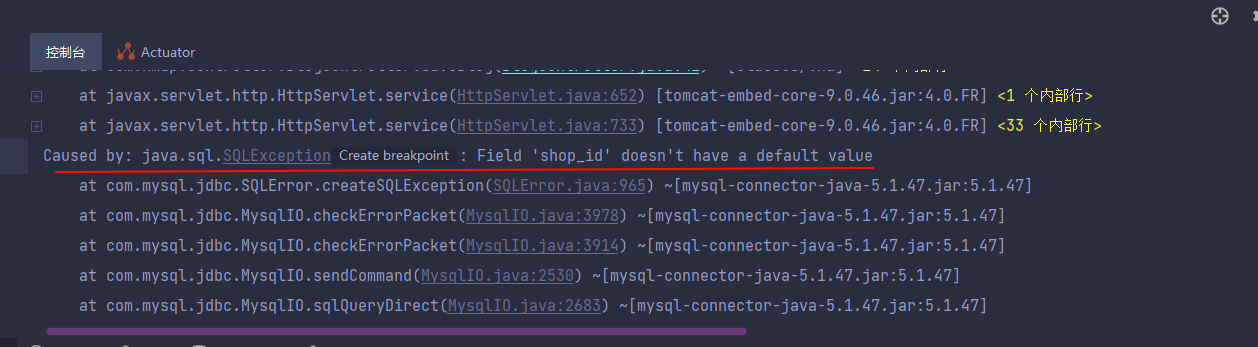 控制台 Actuator
at javax.servlet.http.HttpServlet.service(HttpServlet.java:652) [tomcat-embed-core-9.0.46.jar:4.0.FR] <1 个内部行>
at javax.servlet.http.HttpServlet.service(HttpServlet.java:733) [tomcat-embed-core-9.0.46.jar:4.0.FR] <33 个内部行>
Caused by: java.sql.SQLException Create breakpoint : Field 'shop_id' doesn't have a default value
at com.mysql.jdbc.SQLError.createSQLException(SQLError.java:965) ~[mysql-connector-java-5.1.47.jar:5.1.47]
at com.mysql.jdbc.MysqlIO.checkErrorPacket(MysqlIO.java:3978) ~[mysql-connector-java-5.1.47.jar:5.1.47]
at com.mysql.jdbc.MysqlIO.checkErrorPacket(MysqlIO.java:3914) ~[mysql-connector-java-5.1.47.jar:5.1.47]
at com.mysql.jdbc.MysqlIO.sendCommand(MysqlIO.java:2530) ~[mysql-connector-java-5.1.47.jar:5.1.47]
at com.mysql.jdbc.MysqlIO.sqlQueryDirect(MysqlIO.java:2683) ~[mysql-connector-java-5.1.47.jar:5.1.47]